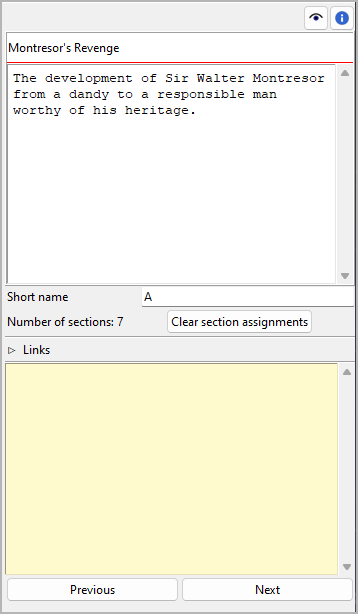 Montresor's Revenge
The development of Sir Walter Montresor
from a dandy to a responsible man
worthy of his heritage.
Short name A
Number of sections: 7 Clear section assignments
Links
Previous Next